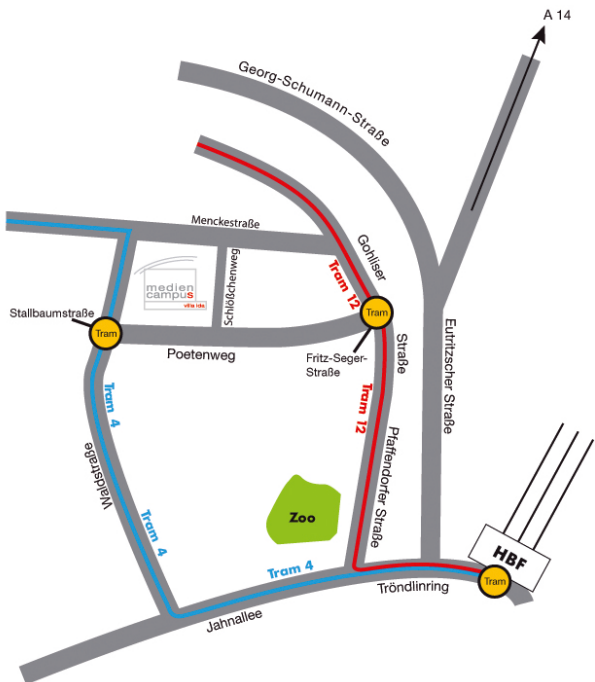 A 14
Georg-Schumann-Straße
Menckestraße
Gohliser
Straße
Tram 12
Schlößchenweg
medien
campus
villa ida
Stallbaumstraße
Tram
Tram
Poetenweg
Fritz-Seger-
Straße
Eutritzscher Straße
Tram 4
Tram 12
Waldstraße
Pfaffendorfer Straße
Tram 4
Zoo
HBF
Tram 4
Tram
Tröndlinring
Jahnallee